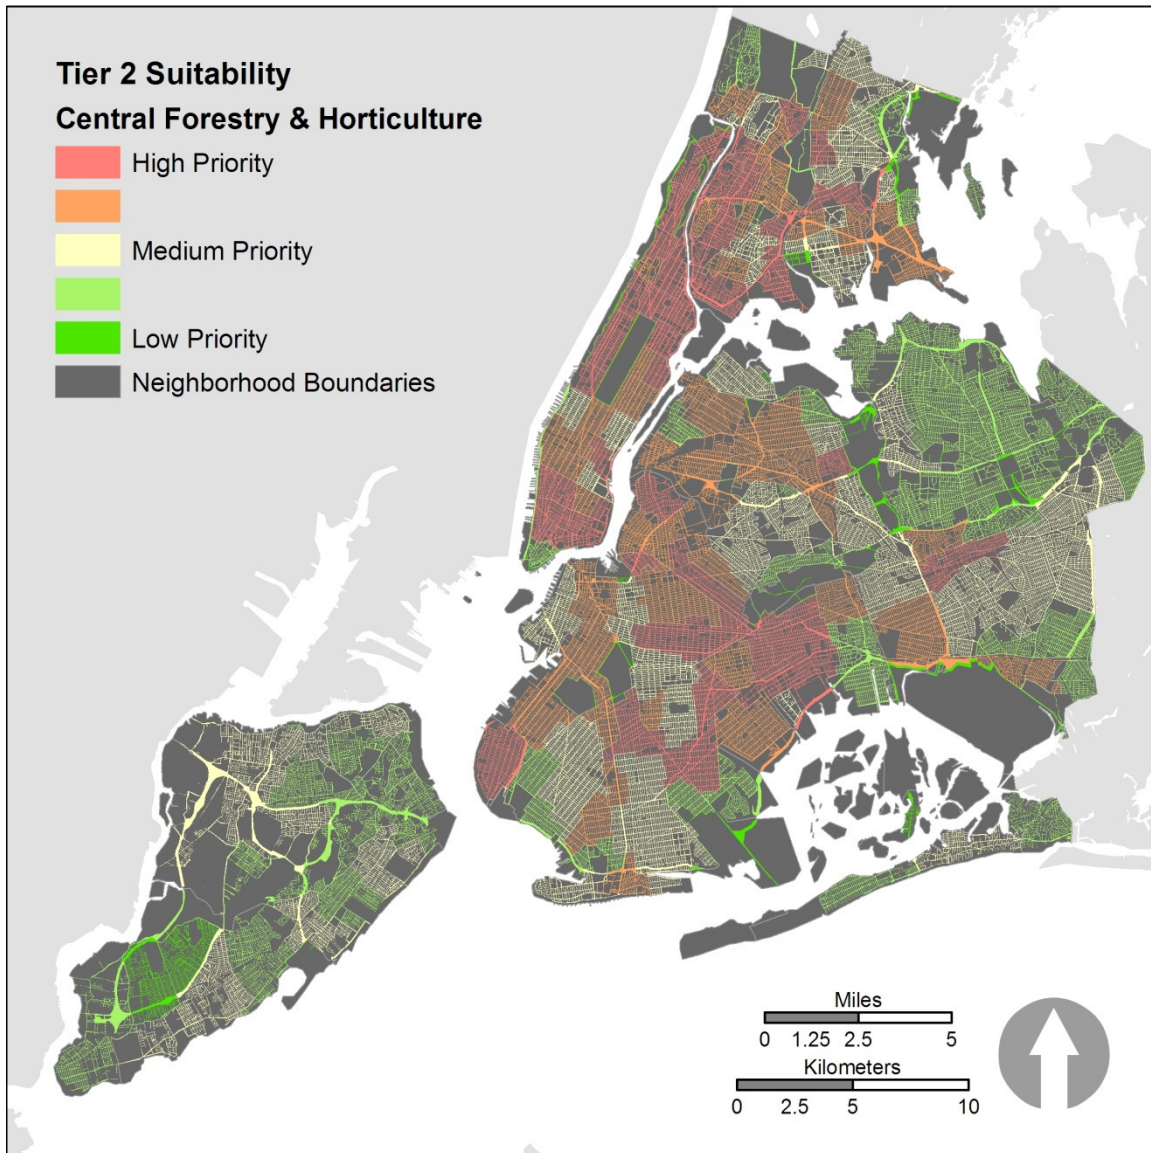 Tier 2 Suitability
Central Forestry & Horticulture
High Priority
Medium Priority
Low Priority
Neighborhood Boundaries
Miles
0 1.25 2.5 5
Kilometers
0 2.5 5 10